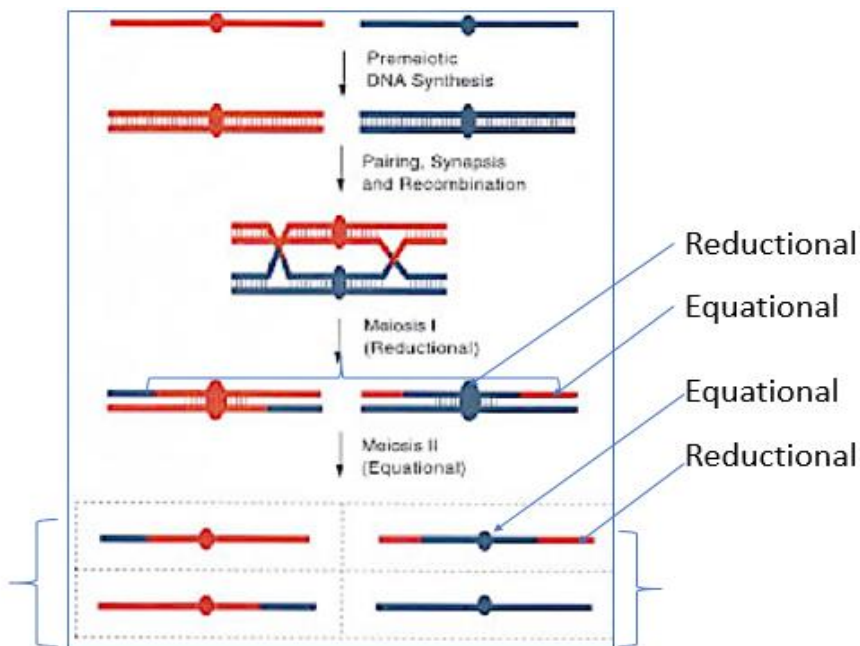 Premeiotic
DNA Synthesis
Pairing, Synapsis
and Recombination
Reductional
Equational
Meiosis I
(Reductional)
Equational
Meiosis II
(Equational)
Reductional